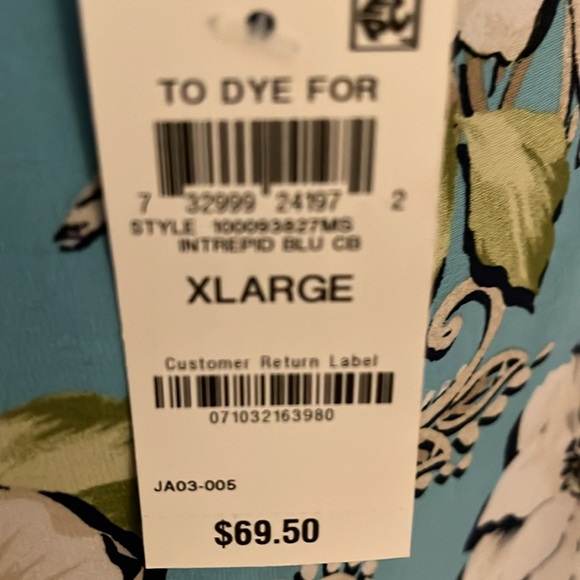 TO DYE FOR
7 32999 24197 2
STYLE 100093827MS
INTREPID BLU CB
XLARGE
Customer Return Label
071032163980
JA03-005
$69.50